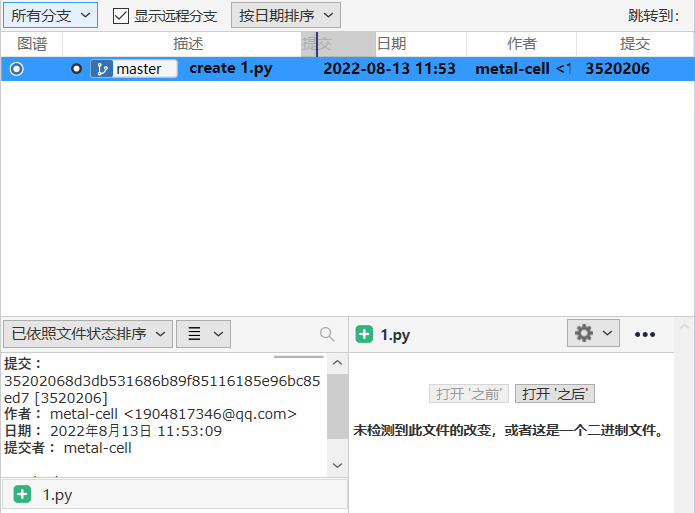 所有分支 显示远程分支 按日期排序 跳转到:
图谱 描述 提交 日期 作者 提交
master create 1.py 2022-08-13 11:53 metal-cell <1 3520206
已依照文件状态排序 1.py
提交：
35202068d3db531686b89f85116185e96bc85
ed7 [3520206]
作者： metal-cell <1904817346@qq.com>
日期： 2022年8月13日 11:53:09
提交者： metal-cell
1.py
打开 '之前' 打开 '之后'
未检测到此文件的改变，或者这是一个二进制文件。